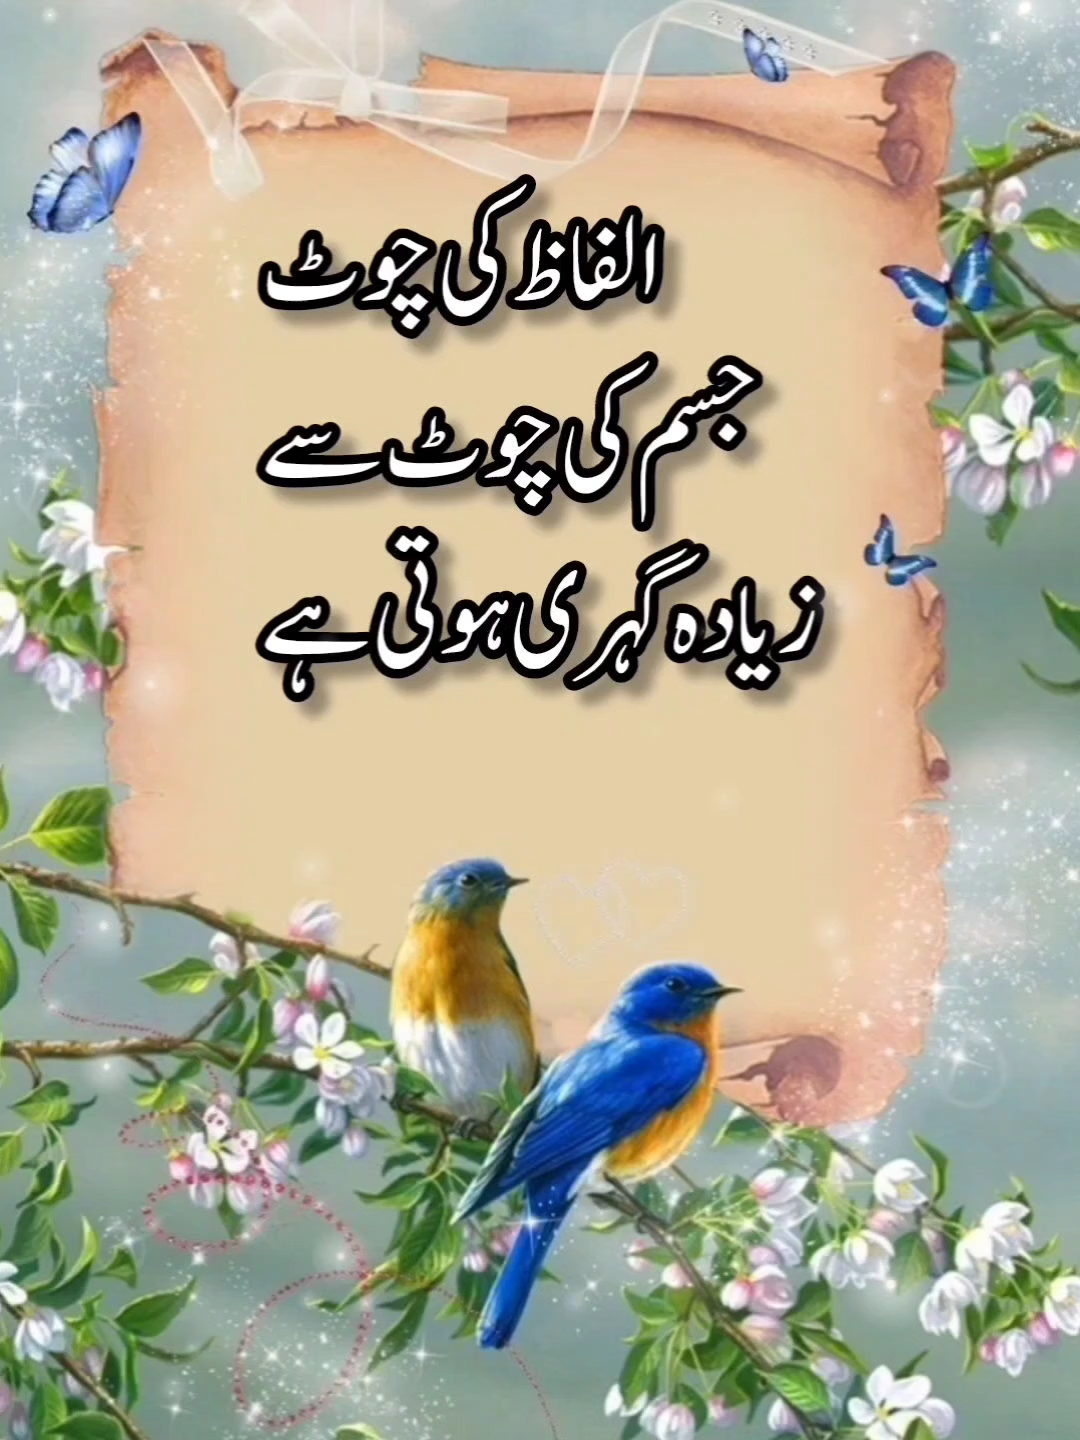 الفاظ کی چوٹ
جسم کی چوٹ سے
زیادہ گہری ہوتی ہے